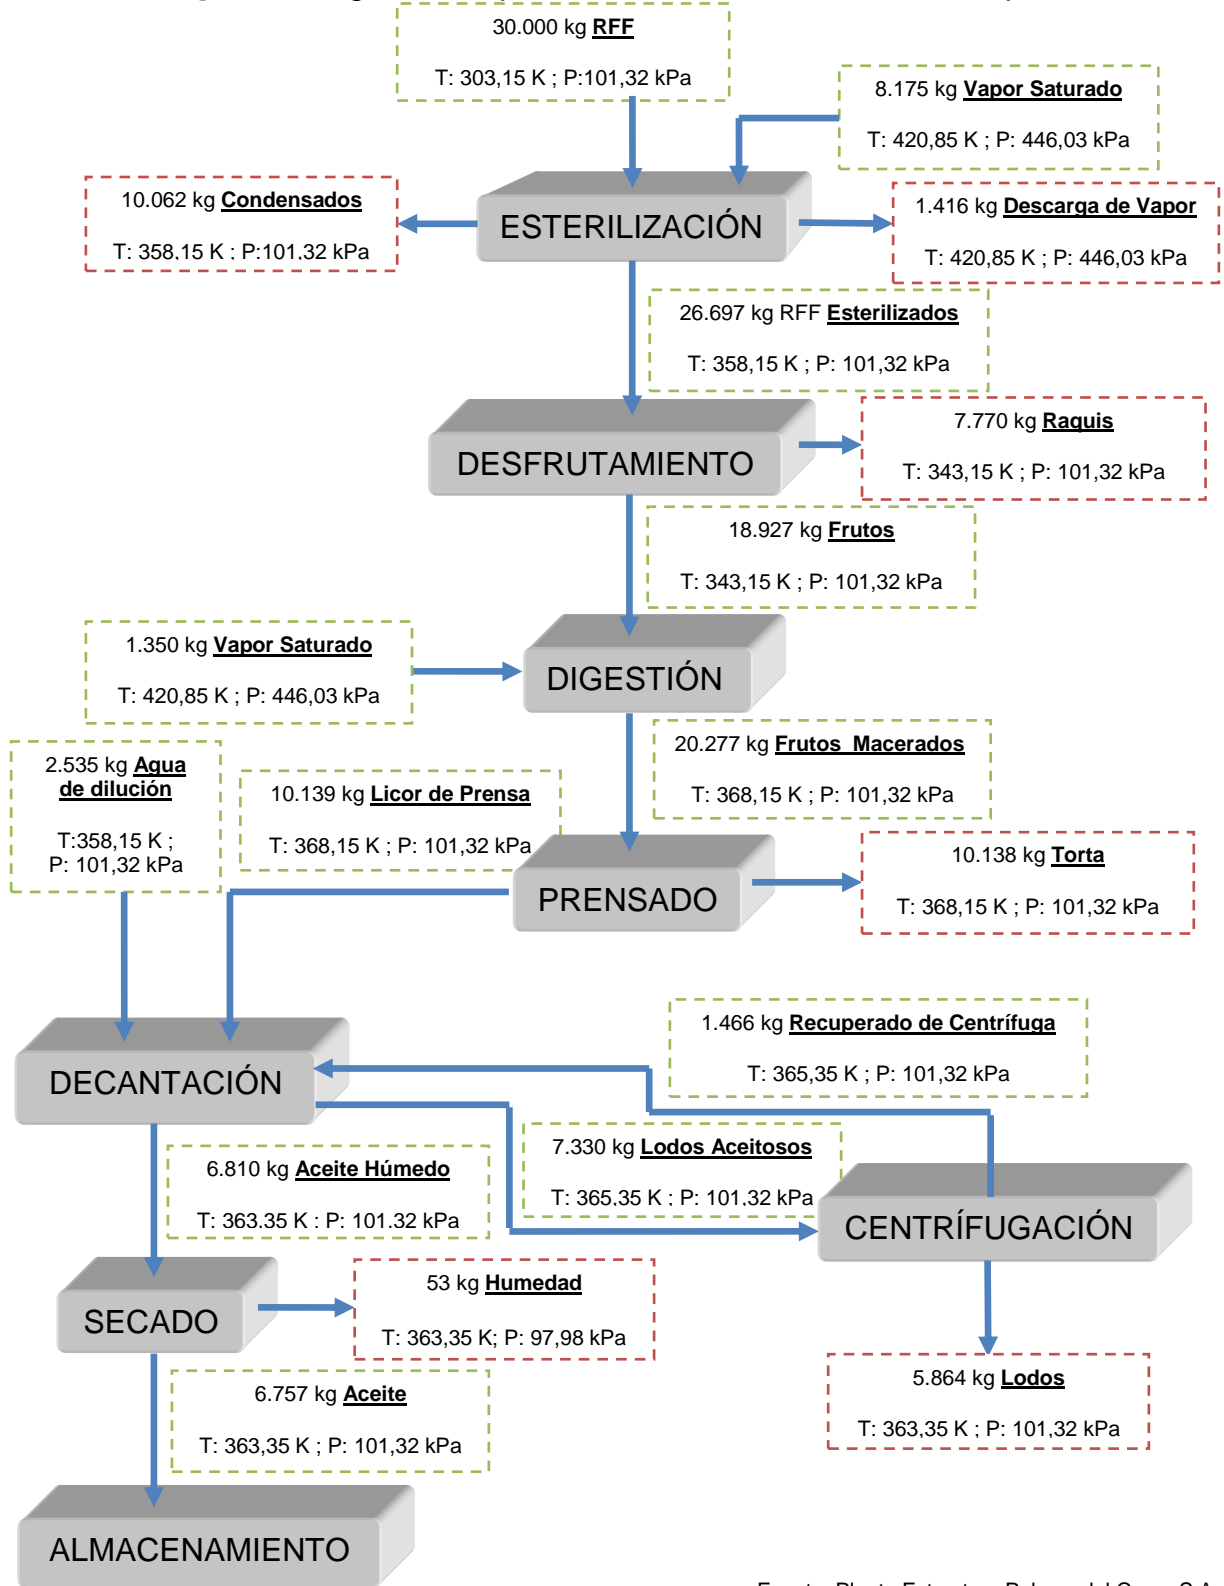 30.000 kg RFF
T: 303,15 K ; P:101,32 kPa
8.175 kg Vapor Saturado
T: 420,85 K ; P: 446,03 kPa
10.062 kg Condensados
T: 358,15 K ; P:101,32 kPa
ESTERILIZACIÓN
1.416 kg Descarga de Vapor
T: 420,85 K ; P: 446,03 kPa
26.697 kg RFF Esterilizados
T: 358,15 K ; P: 101,32 kPa
DESFRUTAMIENTO
7.770 kg Raquis
T: 343,15 K ; P: 101,32 kPa
18.927 kg Frutos
T: 343,15 K ; P: 101,32 kPa
1.350 kg Vapor Saturado
T: 420,85 K ; P: 446,03 kPa
DIGESTIÓN
20.277 kg Frutos Macerados
T: 368,15 K ; P: 101,32 kPa
2.535 kg Agua
de dilución
T:358,15 K ;
P: 101,32 kPa
10.139 kg Licor de Prensa
T: 368,15 K ; P: 101,32 kPa
PRENSADO
10.138 kg Torta
T: 368,15 K ; P: 101,32 kPa
1.466 kg Recuperado de Centrífuga
T: 365,35 K ; P: 101,32 kPa
DECANTACIÓN
6.810 kg Aceite Húmedo
T: 363,35 K ; P: 101,32 kPa
7.330 kg Lodos Aceitosos
T: 365,35 K ; P: 101,32 kPa
CENTRÍFUGACIÓN
53 kg Humedad
T: 363,35 K; P: 97,98 kPa
SECADO
6.757 kg Aceite
T: 363,35 K ; P: 101,32 kPa
5.864 kg Lodos
T: 363,35 K ; P: 101,32 kPa
ALMACENAMIENTO